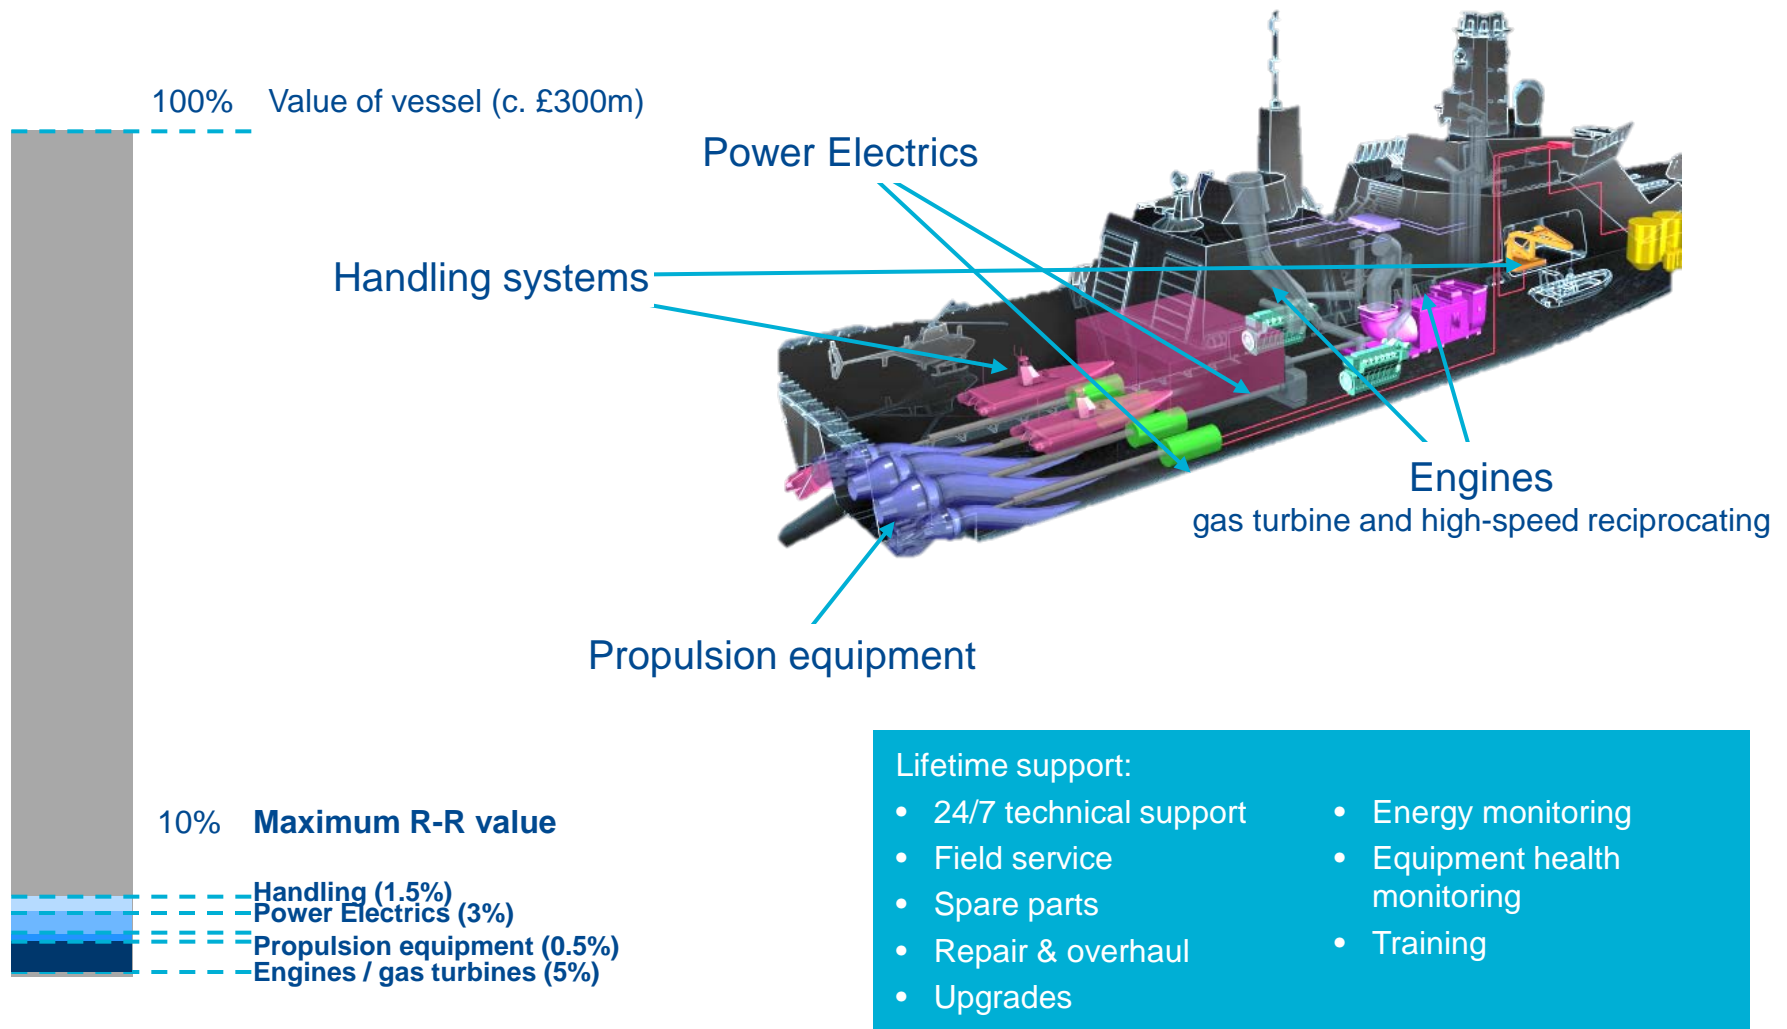 100% Value of vessel (c. £300m)
Power Electrics
Handling systems
Engines
gas turbine and high-speed reciprocating
Propulsion equipment
10% Maximum R-R value
Handling (1.5%)
Power Electrics (3%)
Propulsion equipment (0.5%)
Engines / gas turbines (5%)
Lifetime support:
• 24/7 technical support
• Field service
• Spare parts
• Repair & overhaul
• Upgrades
• Energy monitoring
• Equipment health
monitoring
• Training